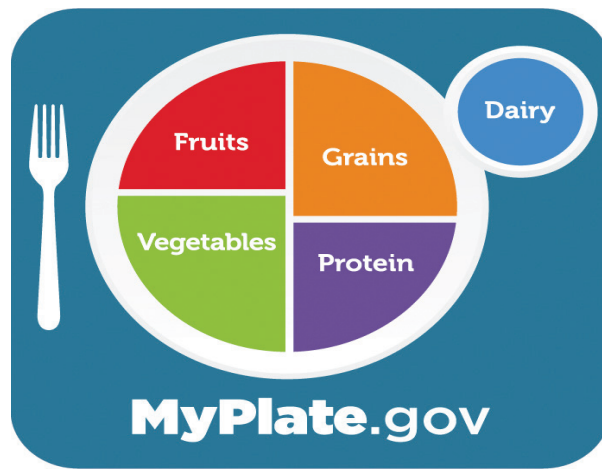 Fruits
Grains
Dairy
Vegetables
Protein
MyPlate.gov